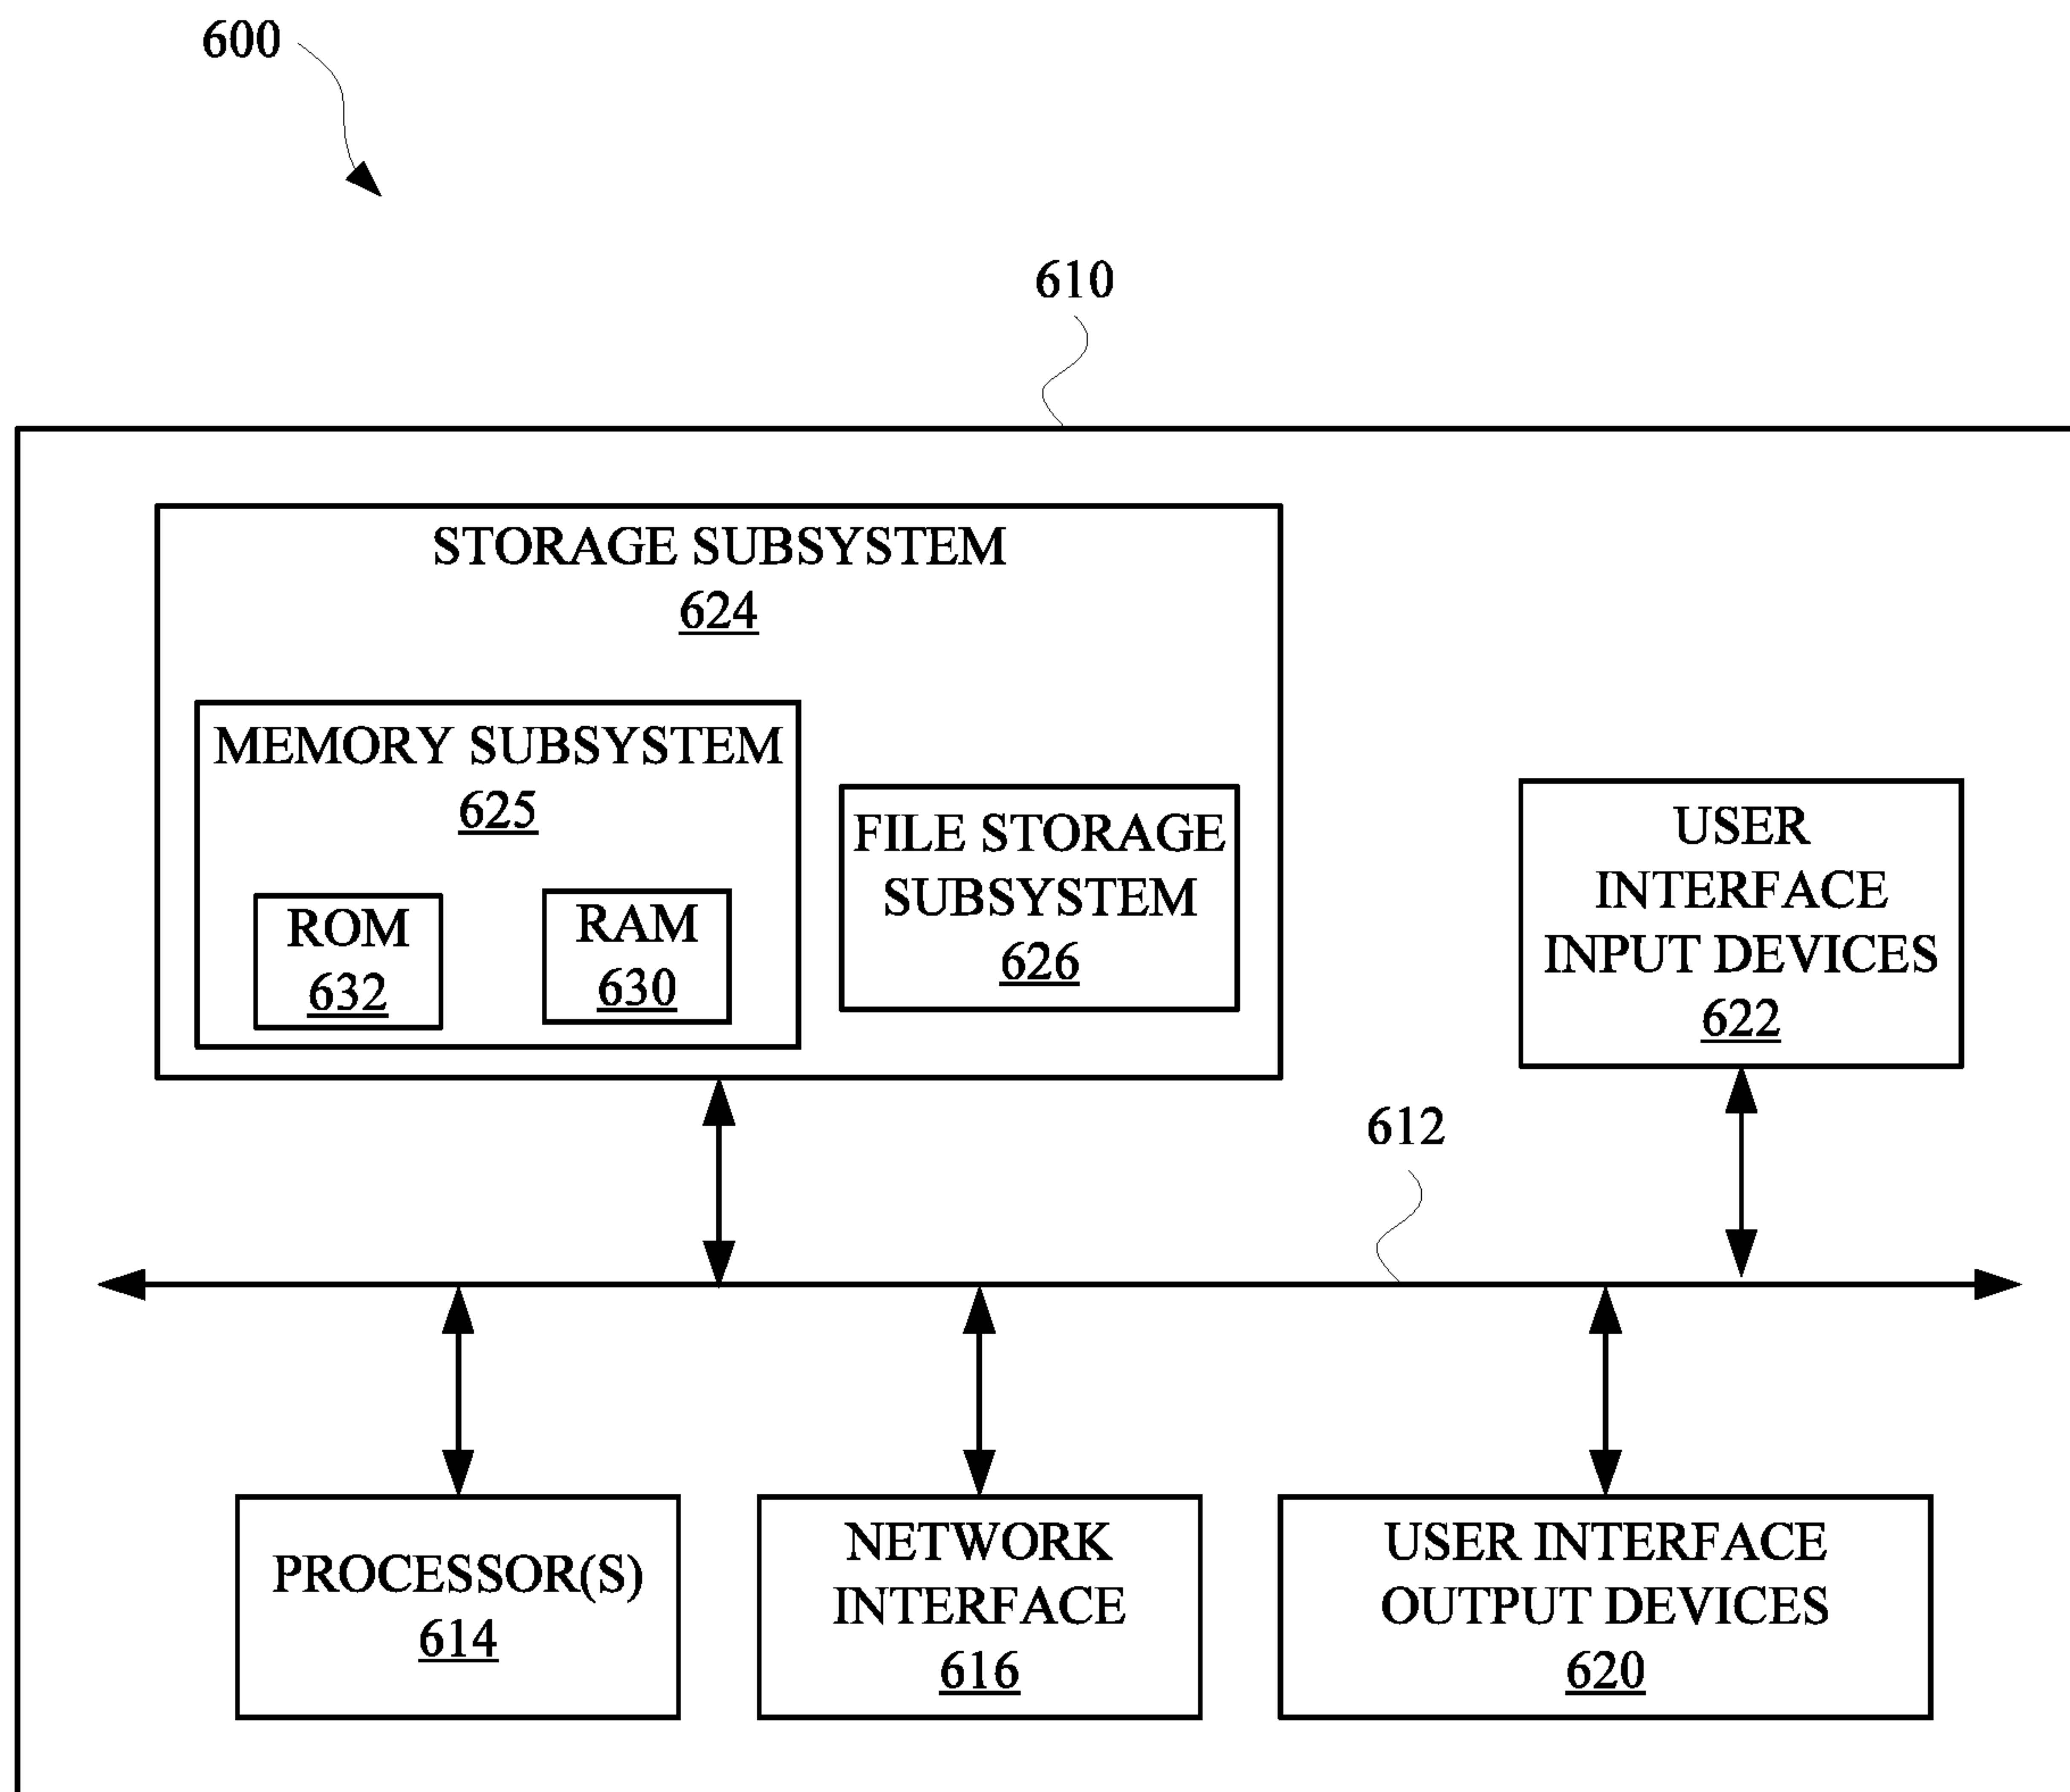 600
610
STORAGE SUBSYSTEM
624
MEMORY SUBSYSTEM
625
ROM
632
RAM
630
FILE STORAGE
SUBSYSTEM
626
USER
INTERFACE
INPUT DEVICES
622
612
PROCESSOR(S)
614
NETWORK
INTERFACE
616
USER INTERFACE
OUTPUT DEVICES
620